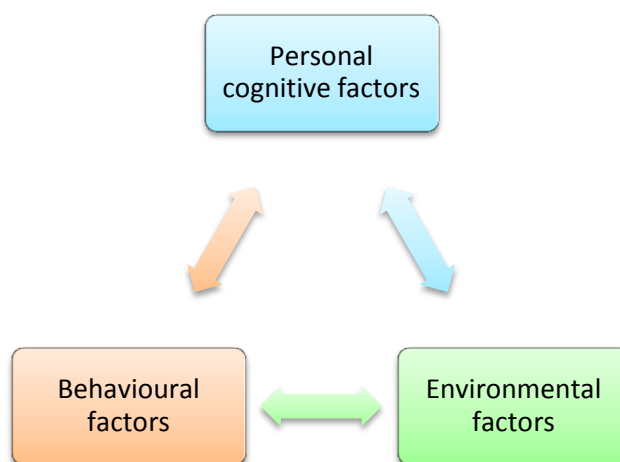 Personal
cognitive factors
Behavioural
factors
Environmental
factors